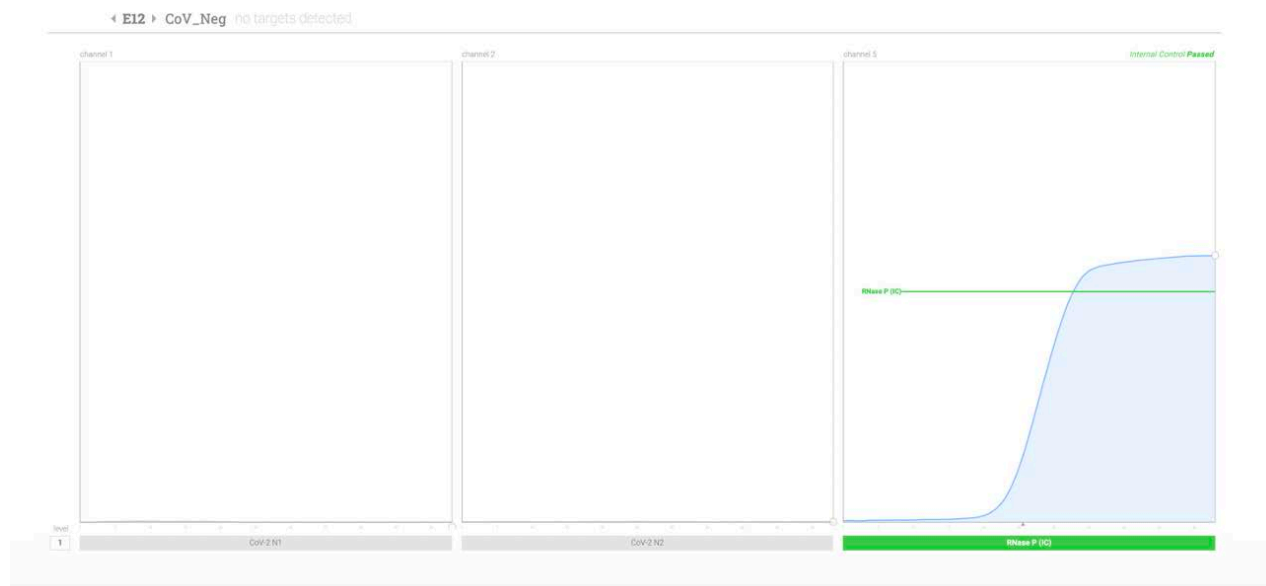 E12 CoV_Neg no targets detected
channel 1
channel 2
channel 5
Internal Control Passed
RNase P (IC)
level
1
CoV-2 N1
CoV-2 N2
RNase P (IC)